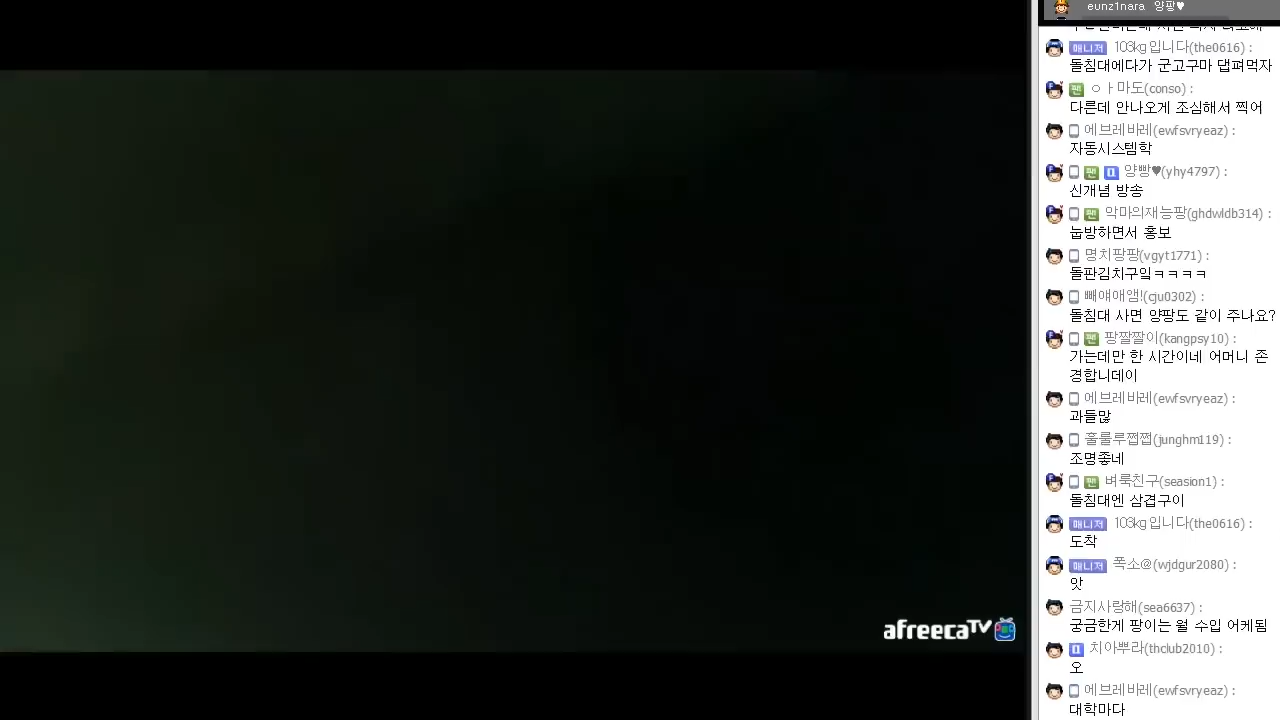 eunz1nara 양팡♥
매니저 103kg입니다(the0616) :
돌침대에다가 군고구마 댑펴먹자
팬 ㅇㅏ마도(conso) :
다른데 안나오게 조심해서 찍어
에브레바레(ewfsvryeaz) :
자동시스템학
팬 양빵♥(yhy4797) :
신개념 방송
팬 악마의재능팡(ghdwldb314) :
눕방하면서 홍보
명치팡팡(vgyt1771) :
돌판김치구잌ㅋㅋㅋㅋ
빼애애앰!(cju0302) :
돌침대 사면 양팡도 같이 주나요?
팬 팡짤짤이(kangpsy10) :
가는데만 한 시간이네 어머니 존
경합니데이
에브레바레(ewfsvryeaz) :
과들많
훌룰루쩝쩝(junghm119) :
조명좋네
팬 벼룩친구(seasion1) :
돌침대엔 삼겹구이
매니저 103kg입니다(the0616) :
도착
매니저 폭소@(wjdgur2080) :
앗
금지사랑해(sea6637) :
궁금한게 팡이는 월 수입 어케됨
afreecaTV
치아뿌라(thclub2010) :
오
에브레바레(ewfsvryeaz) :
대학마다